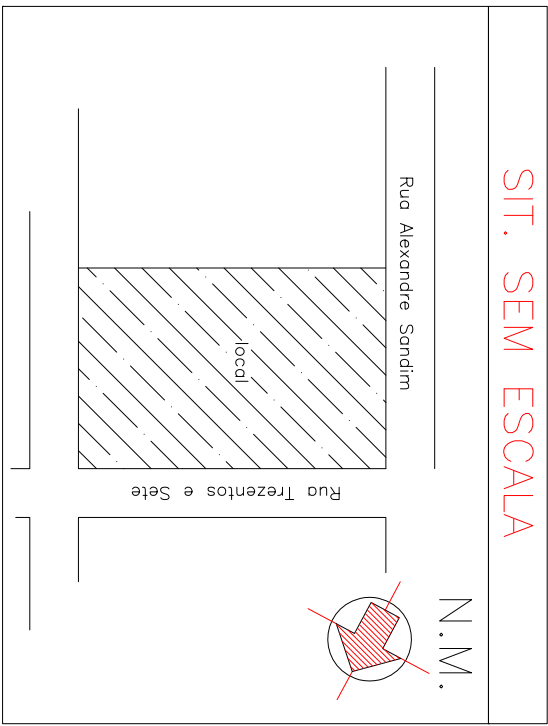 SIT. SEM ESCALA
Rua Alexandre Sandim
local
Rua Trezentos e Sete
N.M.